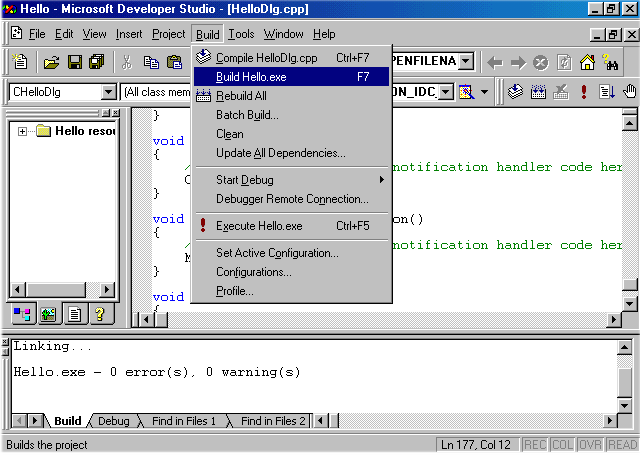 Hello - Microsoft Developer Studio - [HelloDlg.cpp]
File Edit View Insert Project Build Tools Window Help
PENFILENA
CHelloDlg (All class mem ON_IDC_
Compile HelloDlg.cpp Ctrl+F7
Build Hello.exe F7
Rebuild All
Batch Build...
Clean
Update All Dependencies...
Start Debug
Debugger Remote Connection...
Execute Hello.exe Ctrl+F5
Set Active Configuration...
Configurations...
Profile...
Hello resou
}
void
{
/ notification handler code her
C
}
void on()
{
/ notification handler code her
M
}
void
{
Linking...
Hello.exe - 0 error(s), 0 warning(s)
Build Debug Find in Files 1 Find in Files 2
Builds the project Ln 177, Col 12 REC COL OVR READ